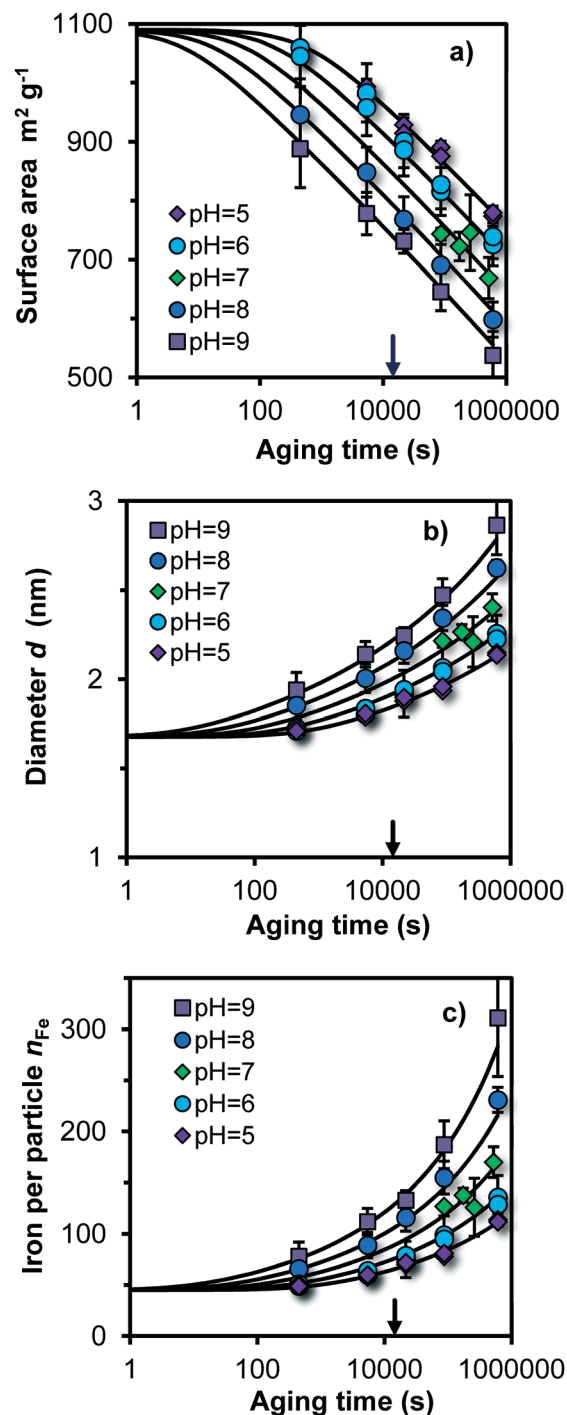 1100
a)
900
700
500
Surface area m² g⁻¹
pH=5
pH=6
pH=7
pH=8
pH=9
1 100 10000 1000000
Aging time (s)
3
b)
2
1
Diameter d (nm)
pH=9
pH=8
pH=7
pH=6
pH=5
1 100 10000 1000000
Aging time (s)
c)
300
200
100
0
Iron per particle nFe
pH=9
pH=8
pH=7
pH=6
pH=5
1 100 10000 1000000
Aging time (s)